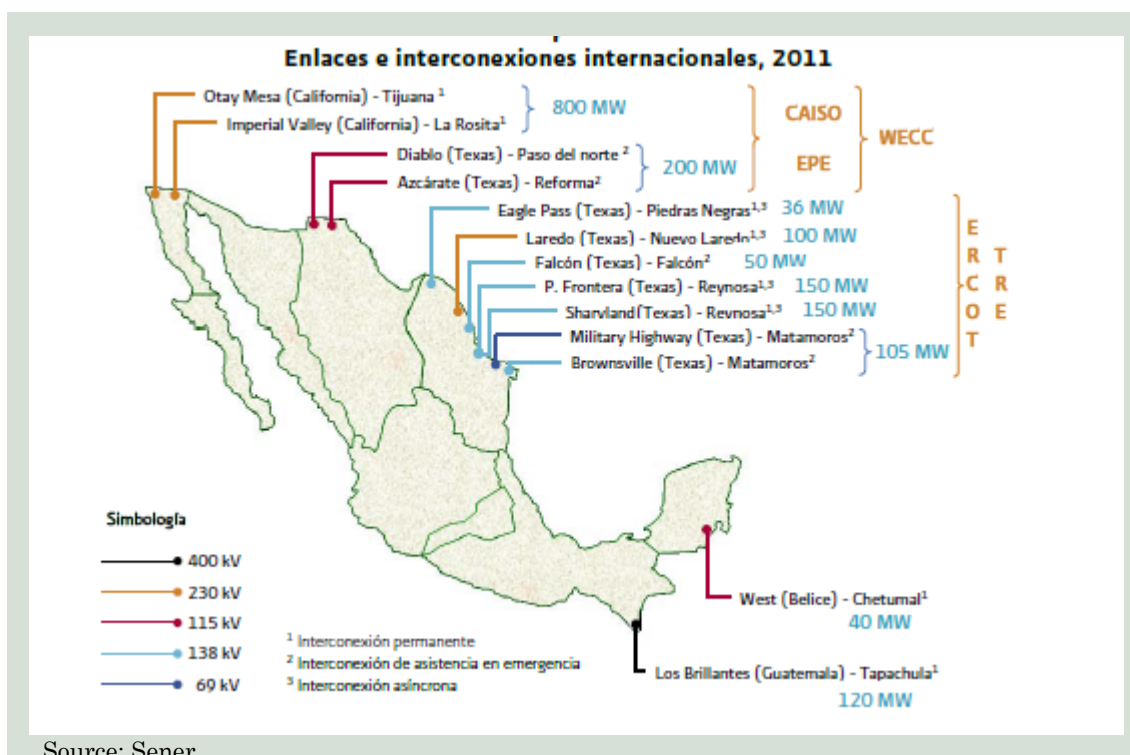 Enlaces e interconexiones internacionales, 2011
Otay Mesa (California) - Tijuana ¹
800 MW
Imperial Valley (California) - La Rosita¹
CAISO
WECC
Diablo (Texas) - Paso del norte ²
200 MW
EPE
Azcárate (Texas) - Reforma²
Eagle Pass (Texas) - Piedras Negras¹,³ 36 MW
Laredo (Texas) - Nuevo Laredo¹,³ 100 MW
Falcón (Texas) - Falcón² 50 MW
P. Frontera (Texas) - Reynosa¹,³ 150 MW
Sharyland(Texas) - Reynosa¹,³ 150 MW
Military Highway (Texas) - Matamoros²
105 MW
Brownsville (Texas) - Matamoros²
ERCOT
TRE
Simbología
400 kV
230 kV
115 kV
138 kV
69 kV
¹ Interconexión permanente
² Interconexión de asistencia en emergencia
³ Interconexión asíncrona
West (Belice) - Chetumal¹
40 MW
Los Brillantes (Guatemala) - Tapachula¹
120 MW
Source: Sener